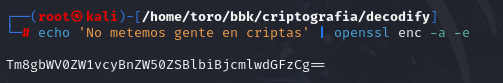 ┌──(root㉿kali)-[/home/toro/bbk/criptografia/decodify]
└─# echo 'No metemos gente en criptas' | openssl enc -a -e
Tm8gbWV0ZW1vcyBnZW50ZSBlbiBjcmlwdGFzCg==